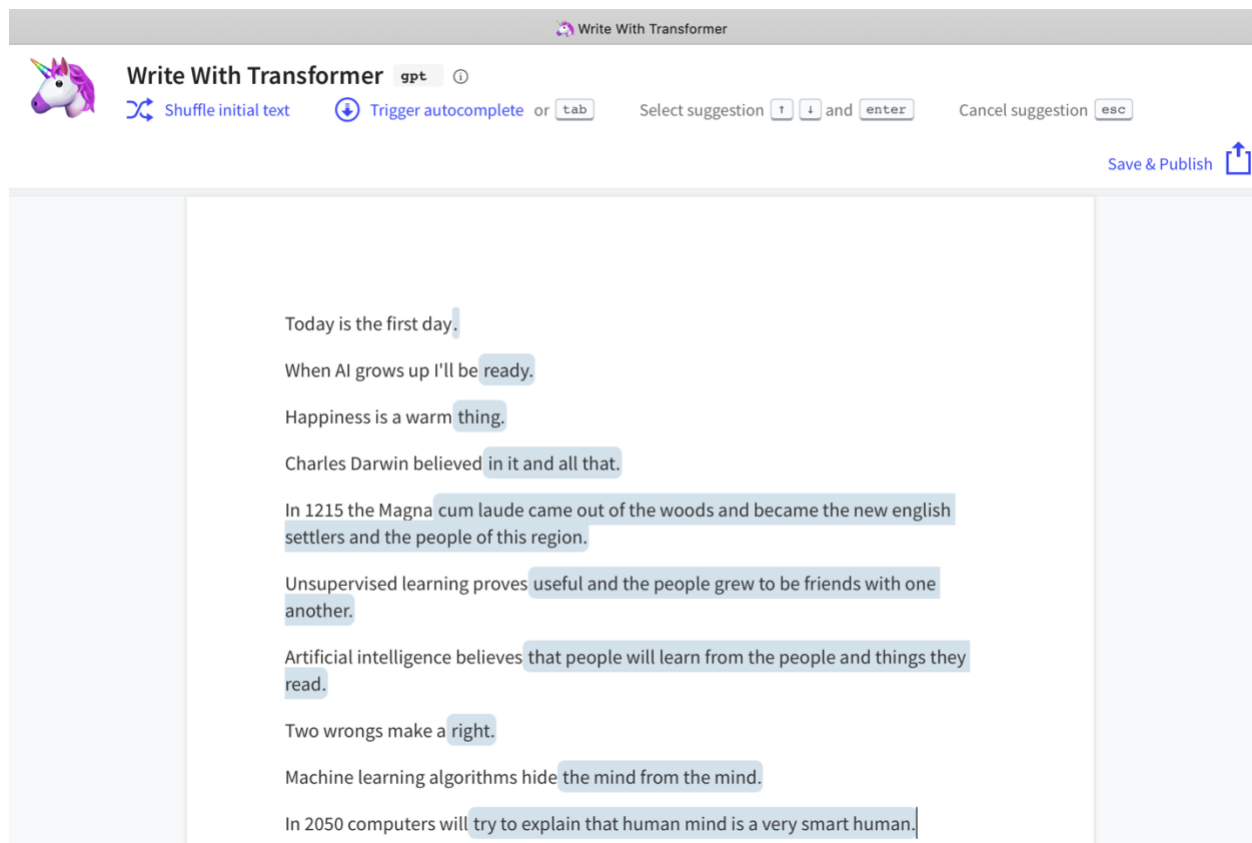 Write With Transformer
Write With Transformer gpt
Shuffle initial text Trigger autocomplete or tab Select suggestion ↑ ↓ and enter Cancel suggestion esc
Save & Publish
Today is the first day.
When AI grows up I'll be ready.
Happiness is a warm thing.
Charles Darwin believed in it and all that.
In 1215 the Magna cum laude came out of the woods and became the new english
settlers and the people of this region.
Unsupervised learning proves useful and the people grew to be friends with one
another.
Artificial intelligence believes that people will learn from the people and things they
read.
Two wrongs make a right.
Machine learning algorithms hide the mind from the mind.
In 2050 computers will try to explain that human mind is a very smart human.